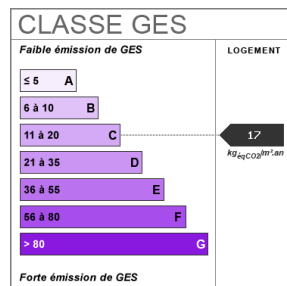 CLASSE GES
Faible émission de GES
LOGEMENT
≤ 5 A
6 à 10 B
11 à 20 C
17
kgéqCO2/m².an
21 à 35 D
36 à 55 E
56 à 80 F
> 80 G
Forte émission de GES